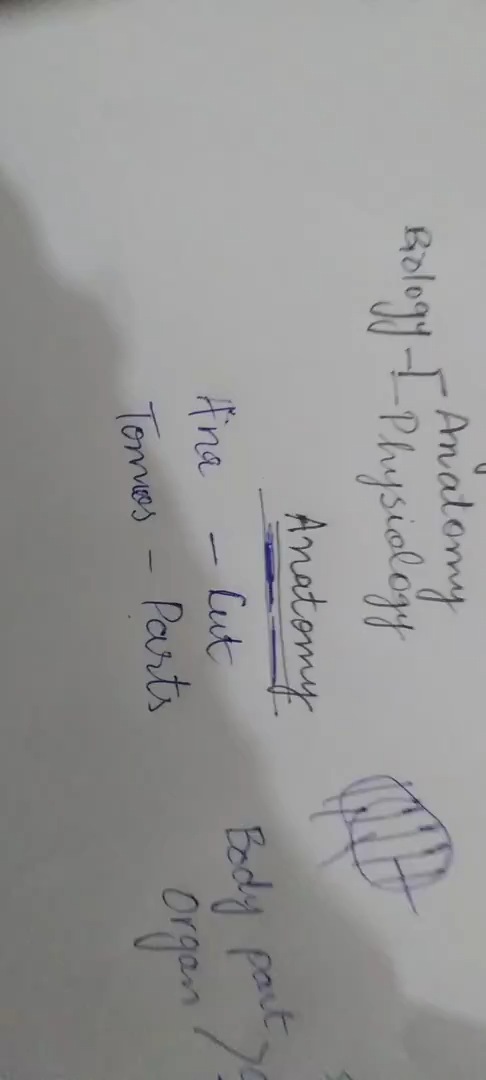 Biology - [ - Anatomy
- Physiology
Anatomy
Ana - Cut
Tomos - Parts
Body part
Organ